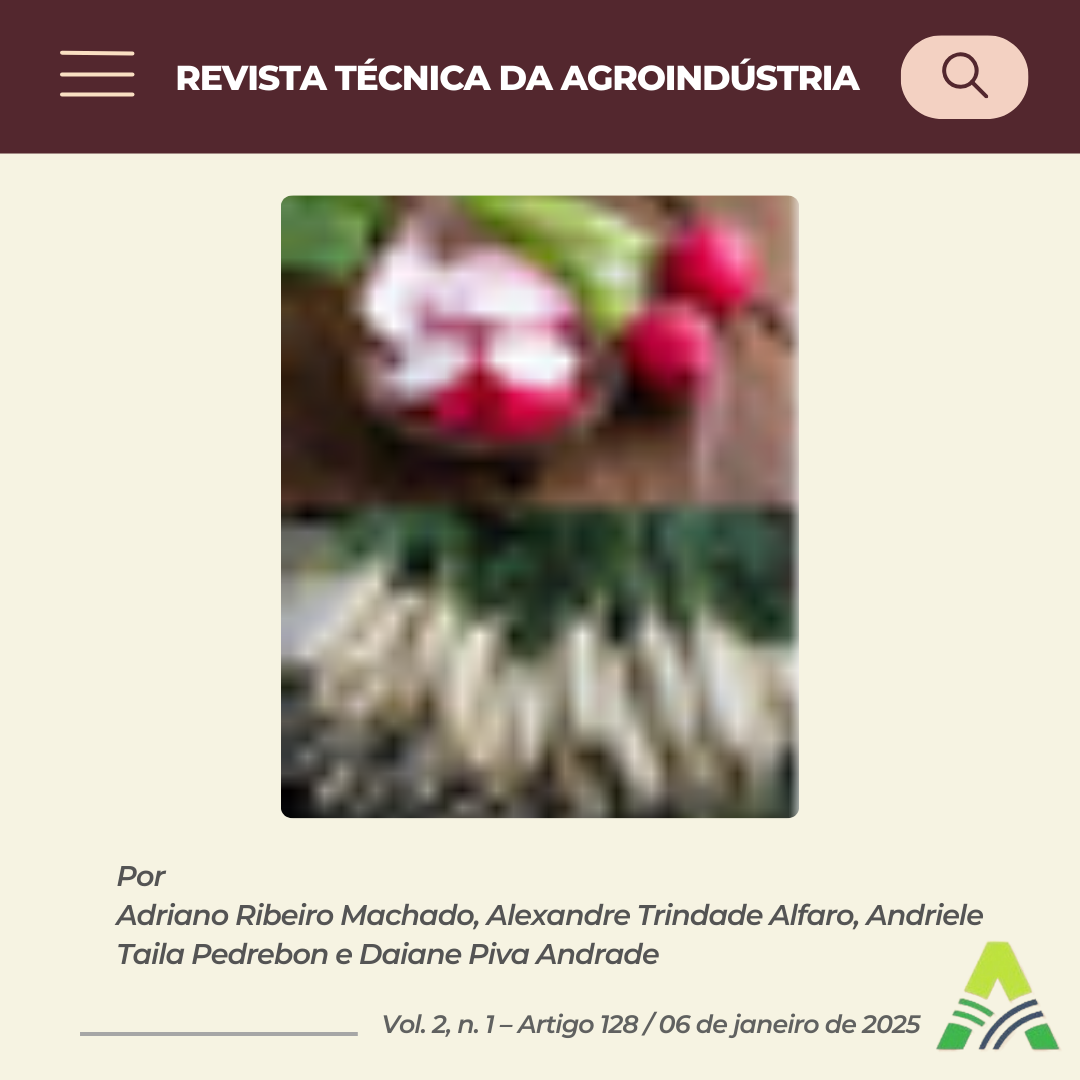 REVISTA TÉCNICA DA AGROINDÚSTRIA
Por
Adriano Ribeiro Machado, Alexandre Trindade Alfaro, Andriele
Taila Pedrebon e Daiane Piva Andrade
Vol. 2, n. 1 – Artigo 128 / 06 de janeiro de 2025